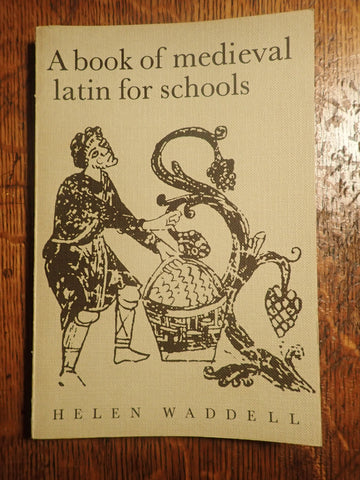 A book of medieval
latin for schools
HELEN WADDELL